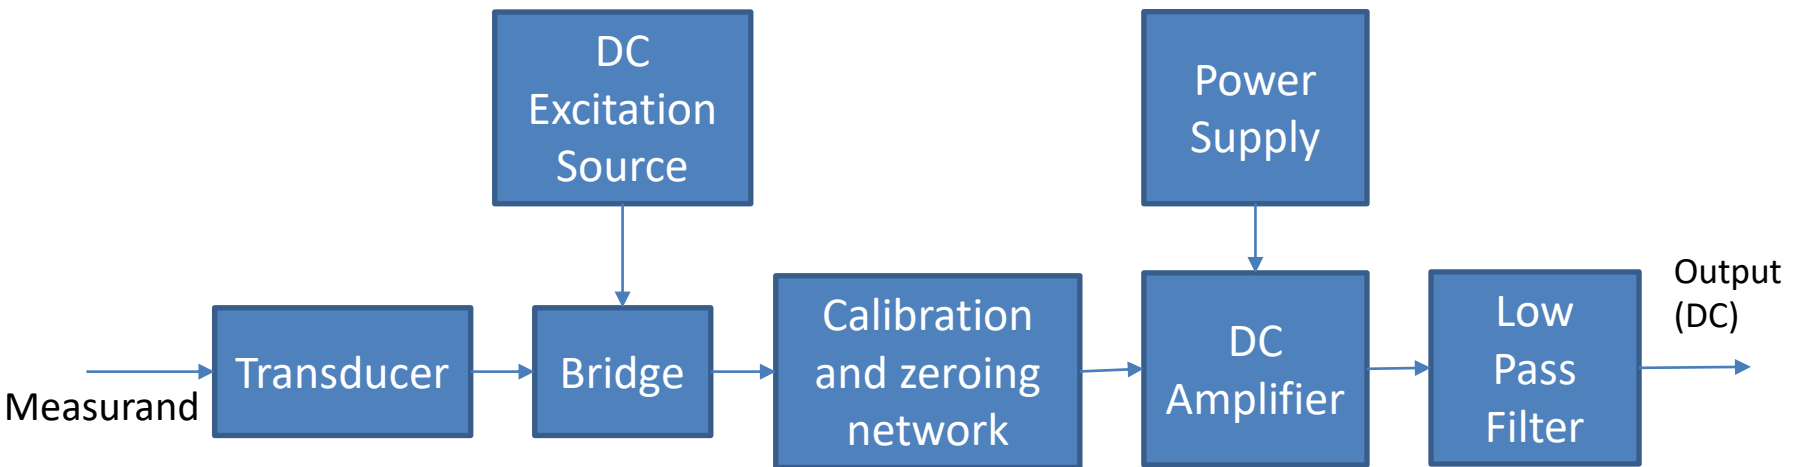 DC
Excitation
Source
Power
Supply
Measurand
Transducer
Bridge
Calibration
and zeroing
network
DC
Amplifier
Low
Pass
Filter
Output
(DC)